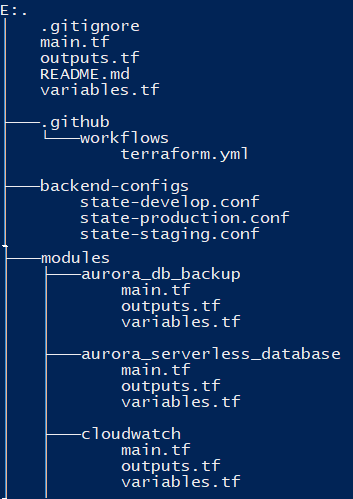 E:.
.gitignore
main.tf
outputs.tf
README.md
variables.tf
.github
workflows
terraform.yml
backend-configs
state-develop.conf
state-production.conf
state-staging.conf
modules
aurora_db_backup
main.tf
outputs.tf
variables.tf
aurora_serverless_database
main.tf
outputs.tf
variables.tf
cloudwatch
main.tf
outputs.tf
variables.tf